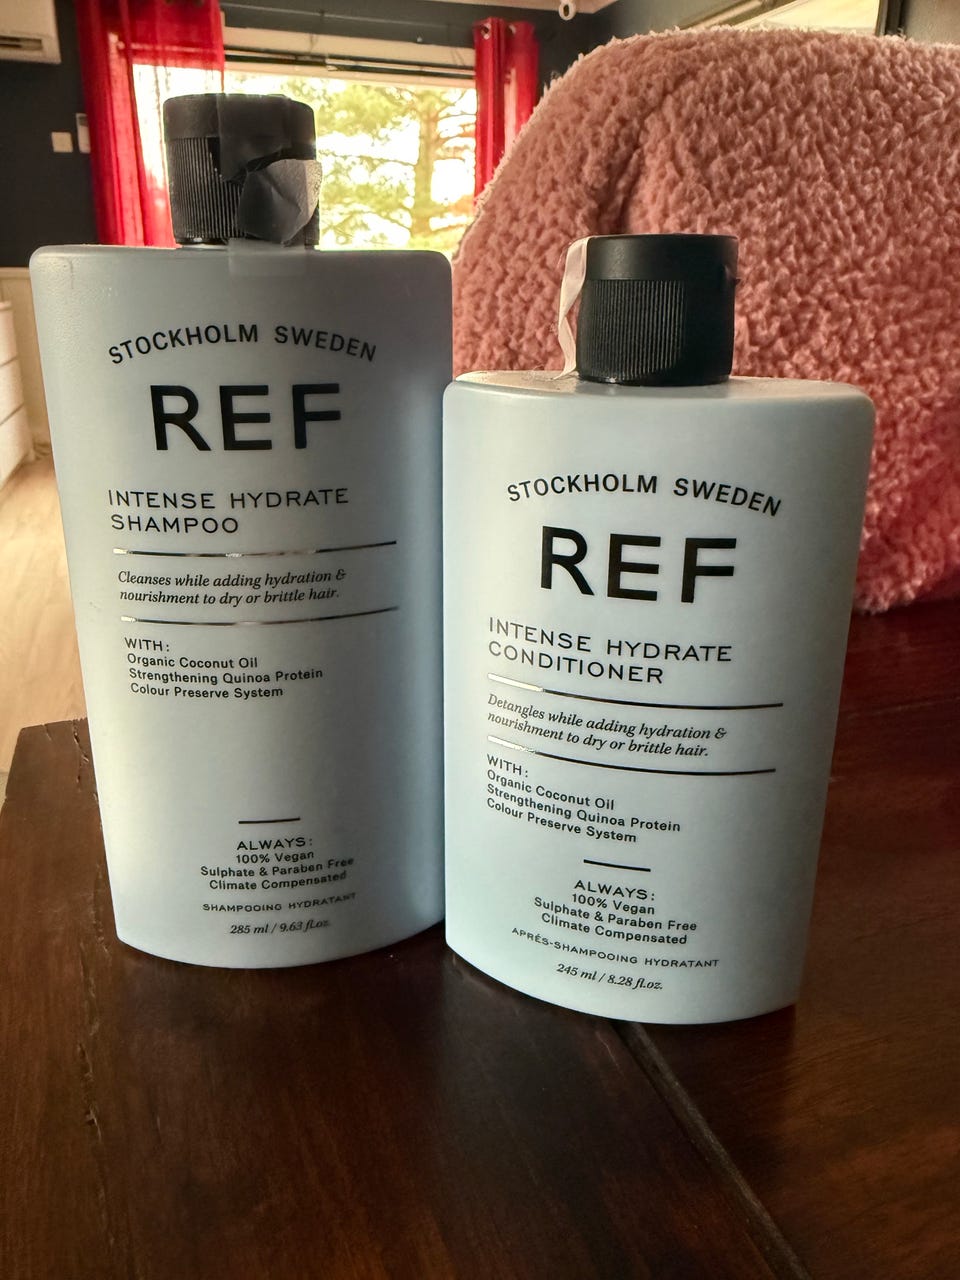 STOCKHOLM SWEDEN
REF
INTENSE HYDRATE
SHAMPOO
Cleanses while adding hydration &
nourishment to dry or brittle hair.
WITH:
Organic Coconut Oil
Strengthening Quinoa Protein
Colour Preserve System
ALWAYS:
100% Vegan
Sulphate & Paraben Free
Climate Compensated
SHAMPOOING HYDRATANT
285 ml / 9.63 fl.oz.
STOCKHOLM SWEDEN
REF
INTENSE HYDRATE
CONDITIONER
Detangles while adding hydration &
nourishment to dry or brittle hair.
WITH:
Organic Coconut Oil
Strengthening Quinoa Protein
Colour Preserve System
ALWAYS:
100% Vegan
Sulphate & Paraben Free
Climate Compensated
APRÉS-SHAMPOOING HYDRATANT
245 ml / 8.28 fl.oz.